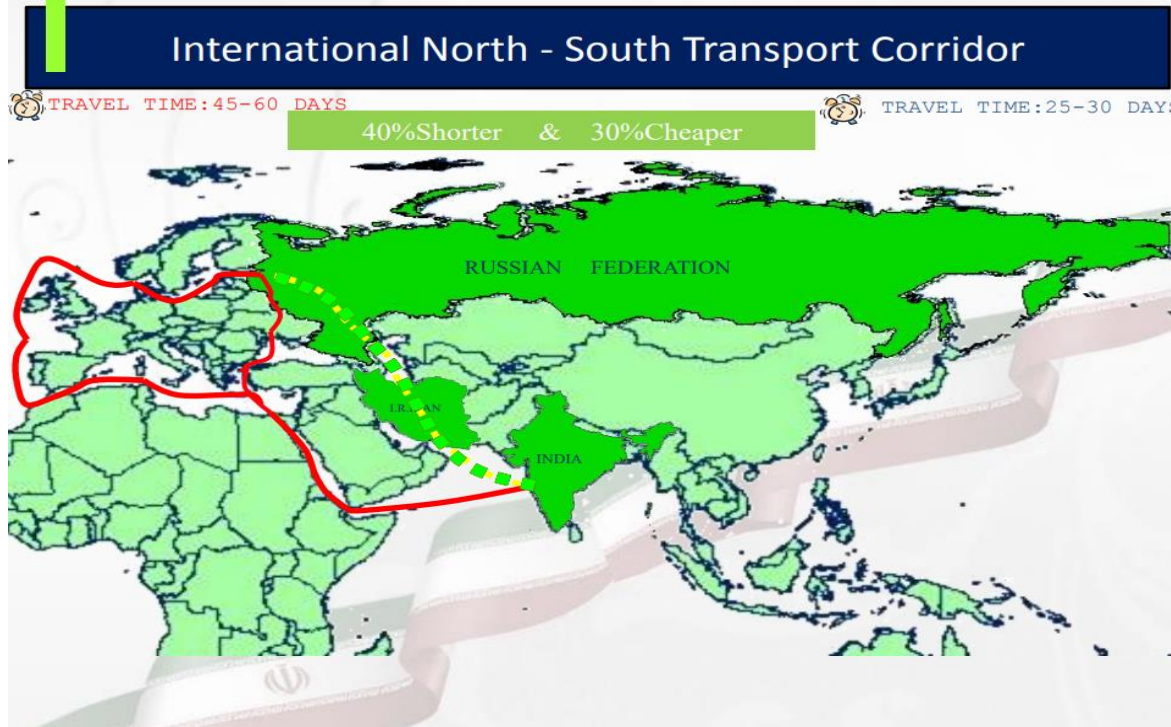 International North - South Transport Corridor
TRAVEL TIME:45-60 DAYS
TRAVEL TIME:25-30 DAYS
40%Shorter & 30%Cheaper
RUSSIAN FEDERATION
INDIA